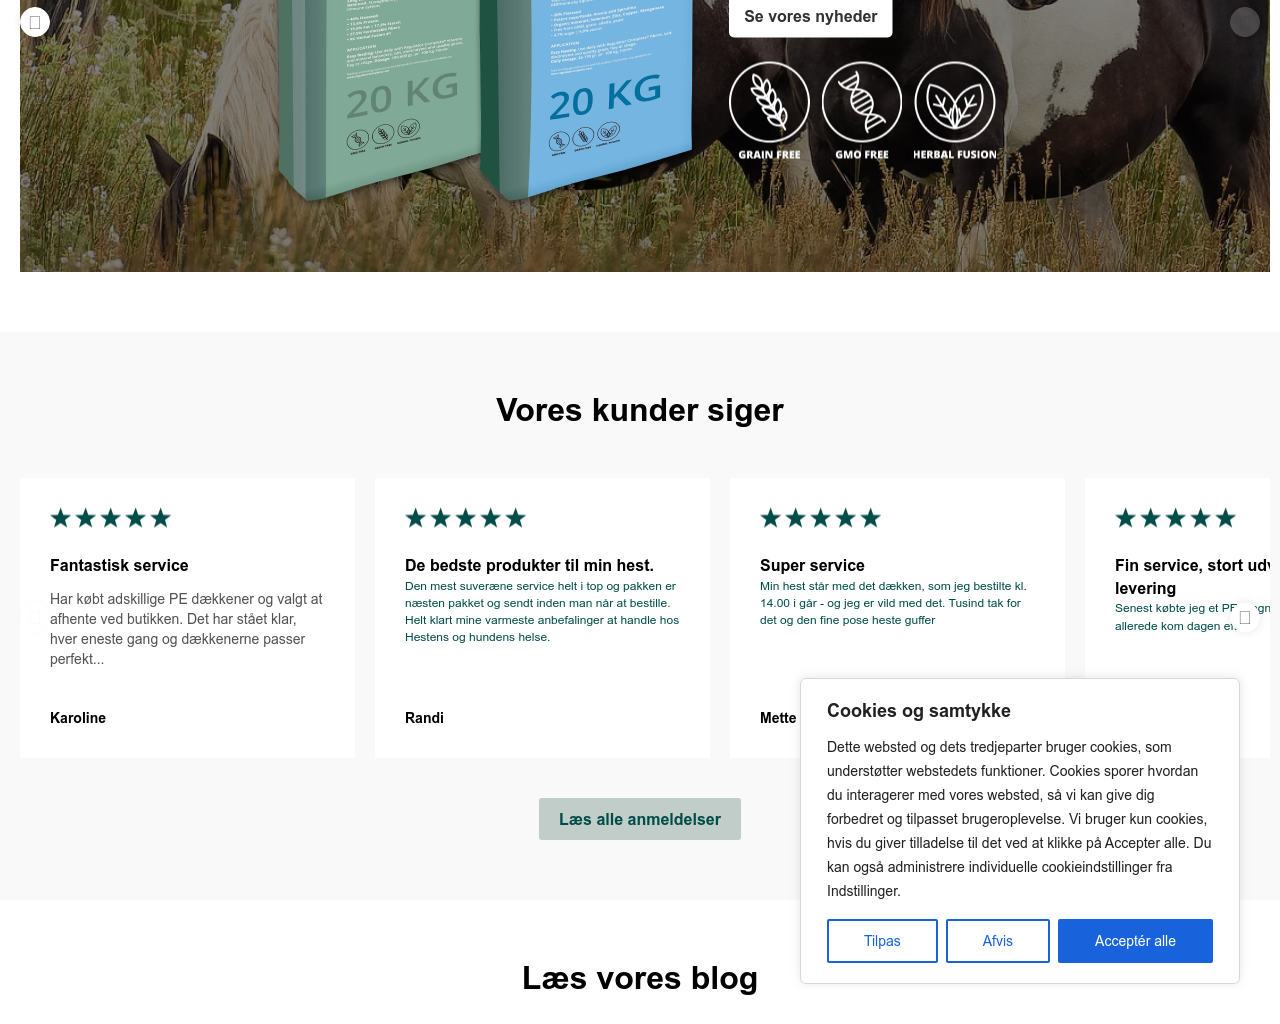 Se vores nyheder
20 KG
20 KG
GRAIN FREE
GMO FREE
HERBAL FUSION
Vores kunder siger
Fantastisk service
Har købt adskillige PE dækkener og valgt at
afhente ved butikken. Det har stået klar,
hver eneste gang og dækkenerne passer
perfekt...
Karoline
De bedste produkter til min hest.
Den mest suveræne service helt i top og pakken er
næsten pakket og sendt inden man når at bestille.
Helt klart mine varmeste anbefalinger at handle hos
Hestens og hundens helse.
Randi
Super service
Min hest står med det dækken, som jeg bestilte kl.
14.00 i går - og jeg er vild med det. Tusind tak for
det og den fine pose heste guffer
Mette
Fin service, stort
levering
Senest købte jeg et
allerede kom dagen
Læs alle anmeldelser
Cookies og samtykke
Dette websted og dets tredjeparter bruger cookies, som
understøtter webstedets funktioner. Cookies sporer hvordan
du interagerer med vores websted, så vi kan give dig
forbedret og tilpasset brugeroplevelse. Vi bruger kun cookies,
hvis du giver tilladelse til det ved at klikke på Accepter alle. Du
kan også administrere individuelle cookieindstillinger fra
Indstillinger.
Tilpas
Afvis
Acceptér alle
Læs vores blog